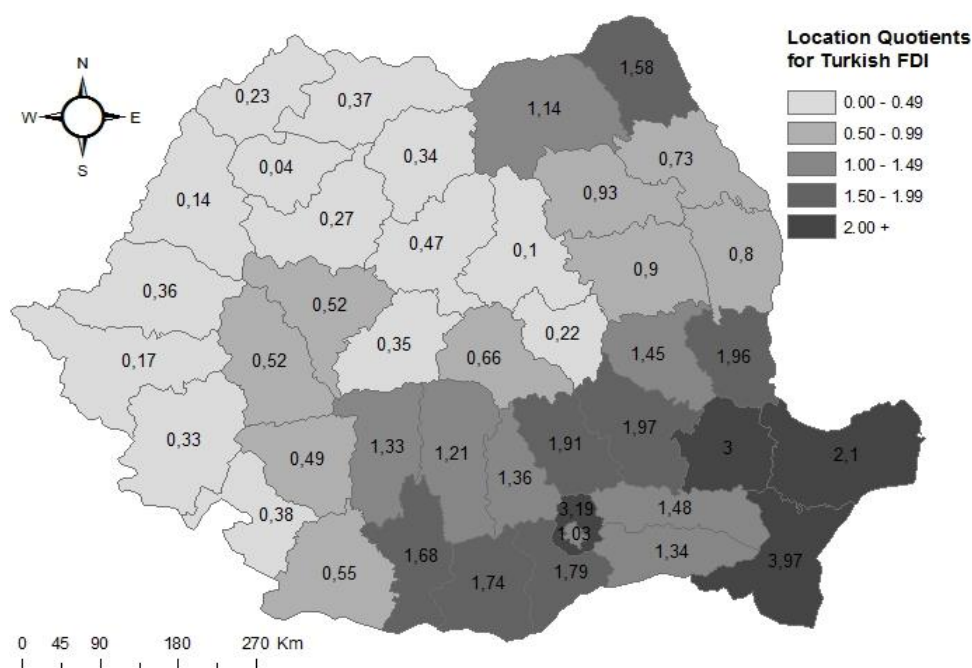 Location Quotients
for Turkish FDI
0.00 - 0.49
0.50 - 0.99
1.00 - 1.49
1.50 - 1.99
2.00 +
N
W E
S
1,58
0,23 0,37 1,14
0,73
0,04 0,34
0,93
0,14
0,27
0,47 0,1 0,8
0,9
0,36 0,52
0,17 0,52 0,35 0,66 0,22 1,45 1,96
0,33 0,49 1,33 1,21 1,36 1,91 1,97 3 2,1
0,38 3,19 1,48
1,03
0,55 1,68 1,74 1,79 1,34 3,97
0 45 90 180 270 Km